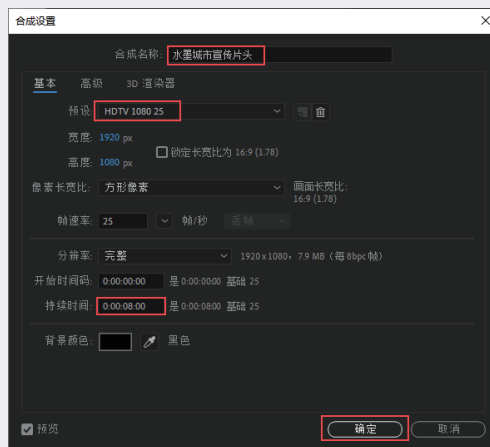 合成设置
合成名称: 水墨城市宣传片头
基本 高级 3D 渲染器
预设: HDTV 1080 25
宽度: 1920 px
锁定长宽比为 16:9 (1.78)
高度: 1080 px
像素长宽比: 方形像素 画面长宽比:
16:9 (1.78)
帧速率: 25 帧/秒 丢帧
分辨率: 完整 1920 x 1080，7.9 MB（每 8bpc 帧）
开始时间码: 0:00:00:00 是 0:00:00:00 基础 25
持续时间: 0:00:08:00 是 0:00:08:00 基础 25
背景颜色: 黑色
预览 确定 取消